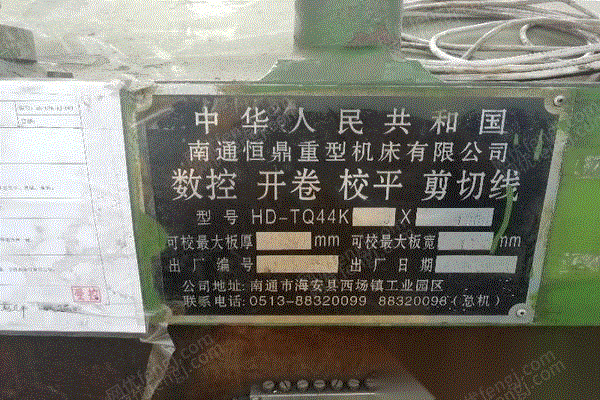 中华人民共和国
南通恒鼎重型机床有限公司
数控 开卷 校平 剪切线
型号 HD-TQ44K X
可校最大板厚 mm 可校最大板宽 mm
出厂编号 出厂日期
公司地址:南通市海安县西场镇工业园区
联系电话:0513-88320099 88320098(总机)